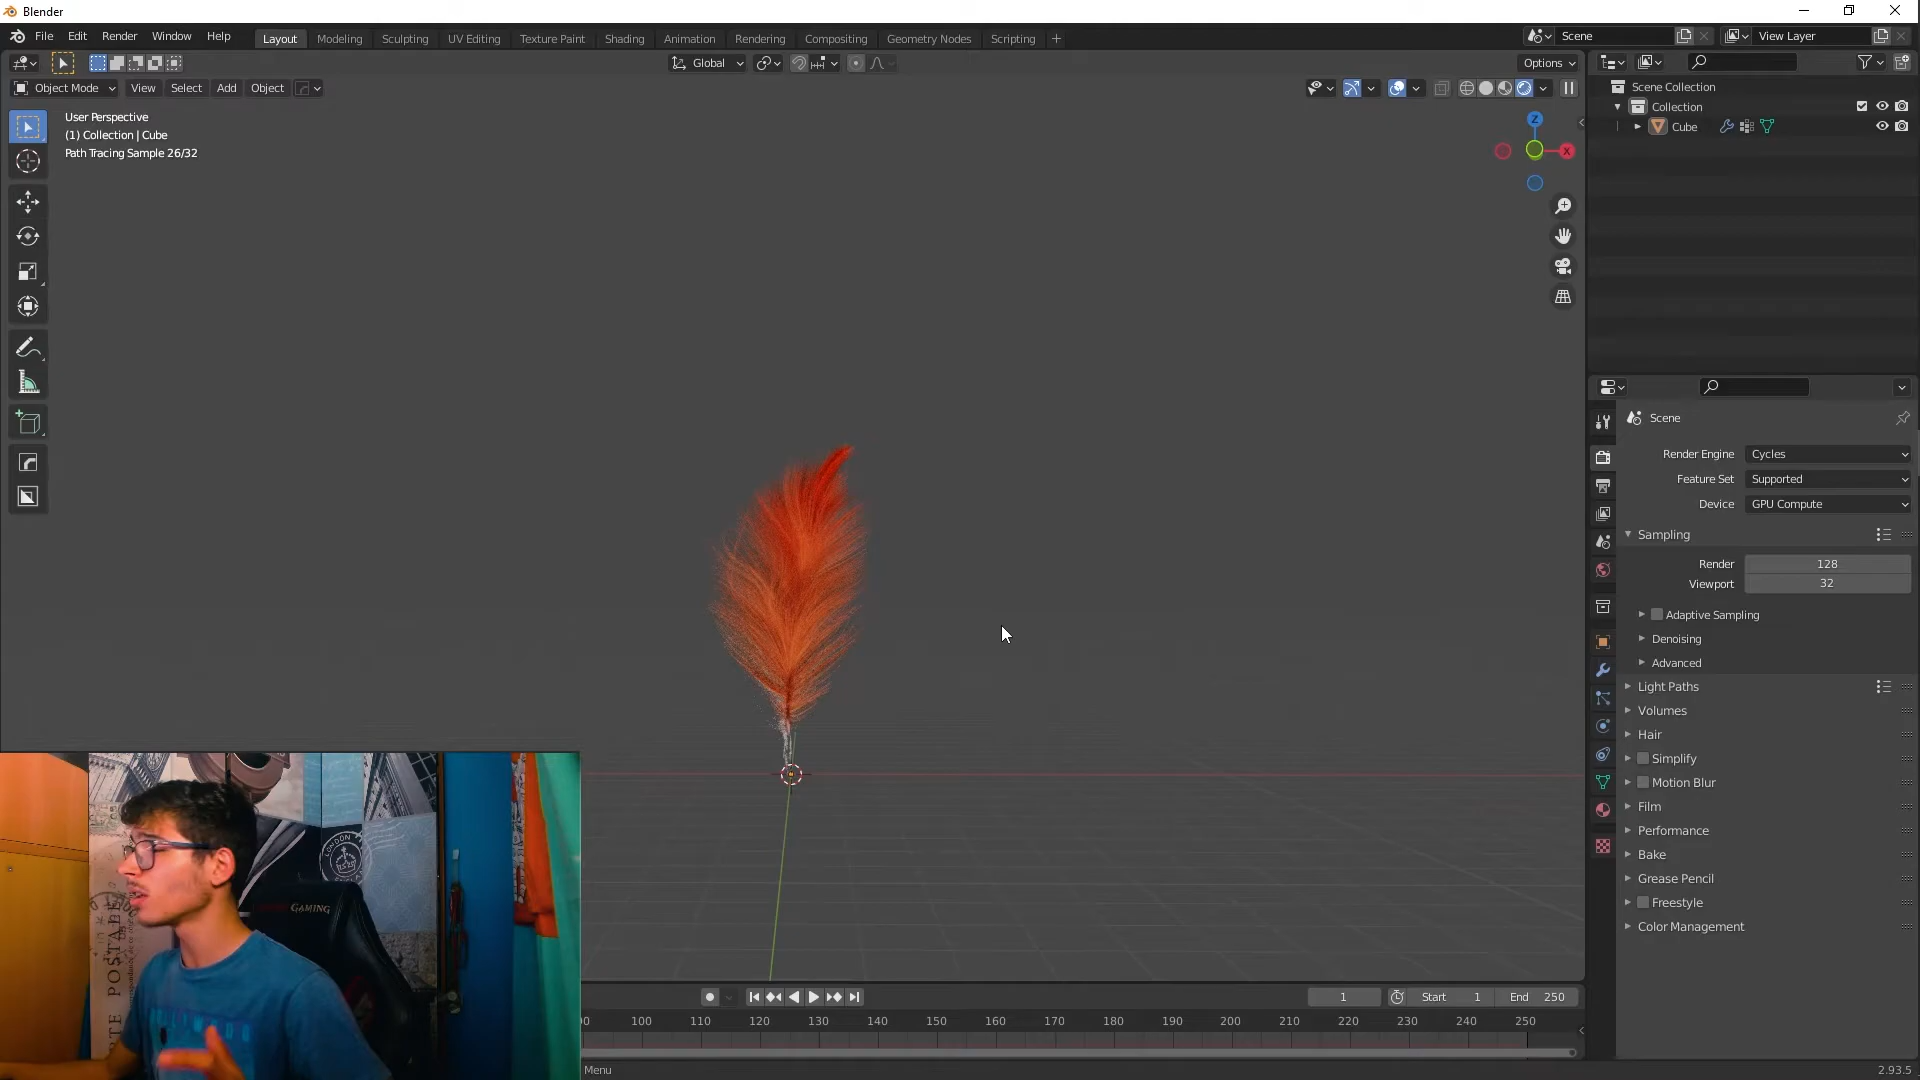 Blender
File Edit Render Window Help
Layout Modeling Sculpting UV Editing Texture Paint Shading Animation Rendering Compositing Geometry Nodes Scripting +
Scene
View Layer
Global
Options
Object Mode View Select Add Object
User Perspective
(1) Collection | Cube
Path Tracing Sample 26/32
Z
X
Scene Collection
Collection
Cube
Scene
Render Engine Cycles
Feature Set Supported
Device GPU Compute
Sampling
Render 128
Viewport 32
Adaptive Sampling
Denoising
Advanced
Light Paths
Volumes
Hair
Simplify
Motion Blur
Film
Performance
Bake
Grease Pencil
Freestyle
Color Management
LONDON
GAMING
POSTALE
1 Start 1 End 250
100 110 120 130 140 150 160 170 180 190 200 210 220 230 240 250
Menu
2.93.5